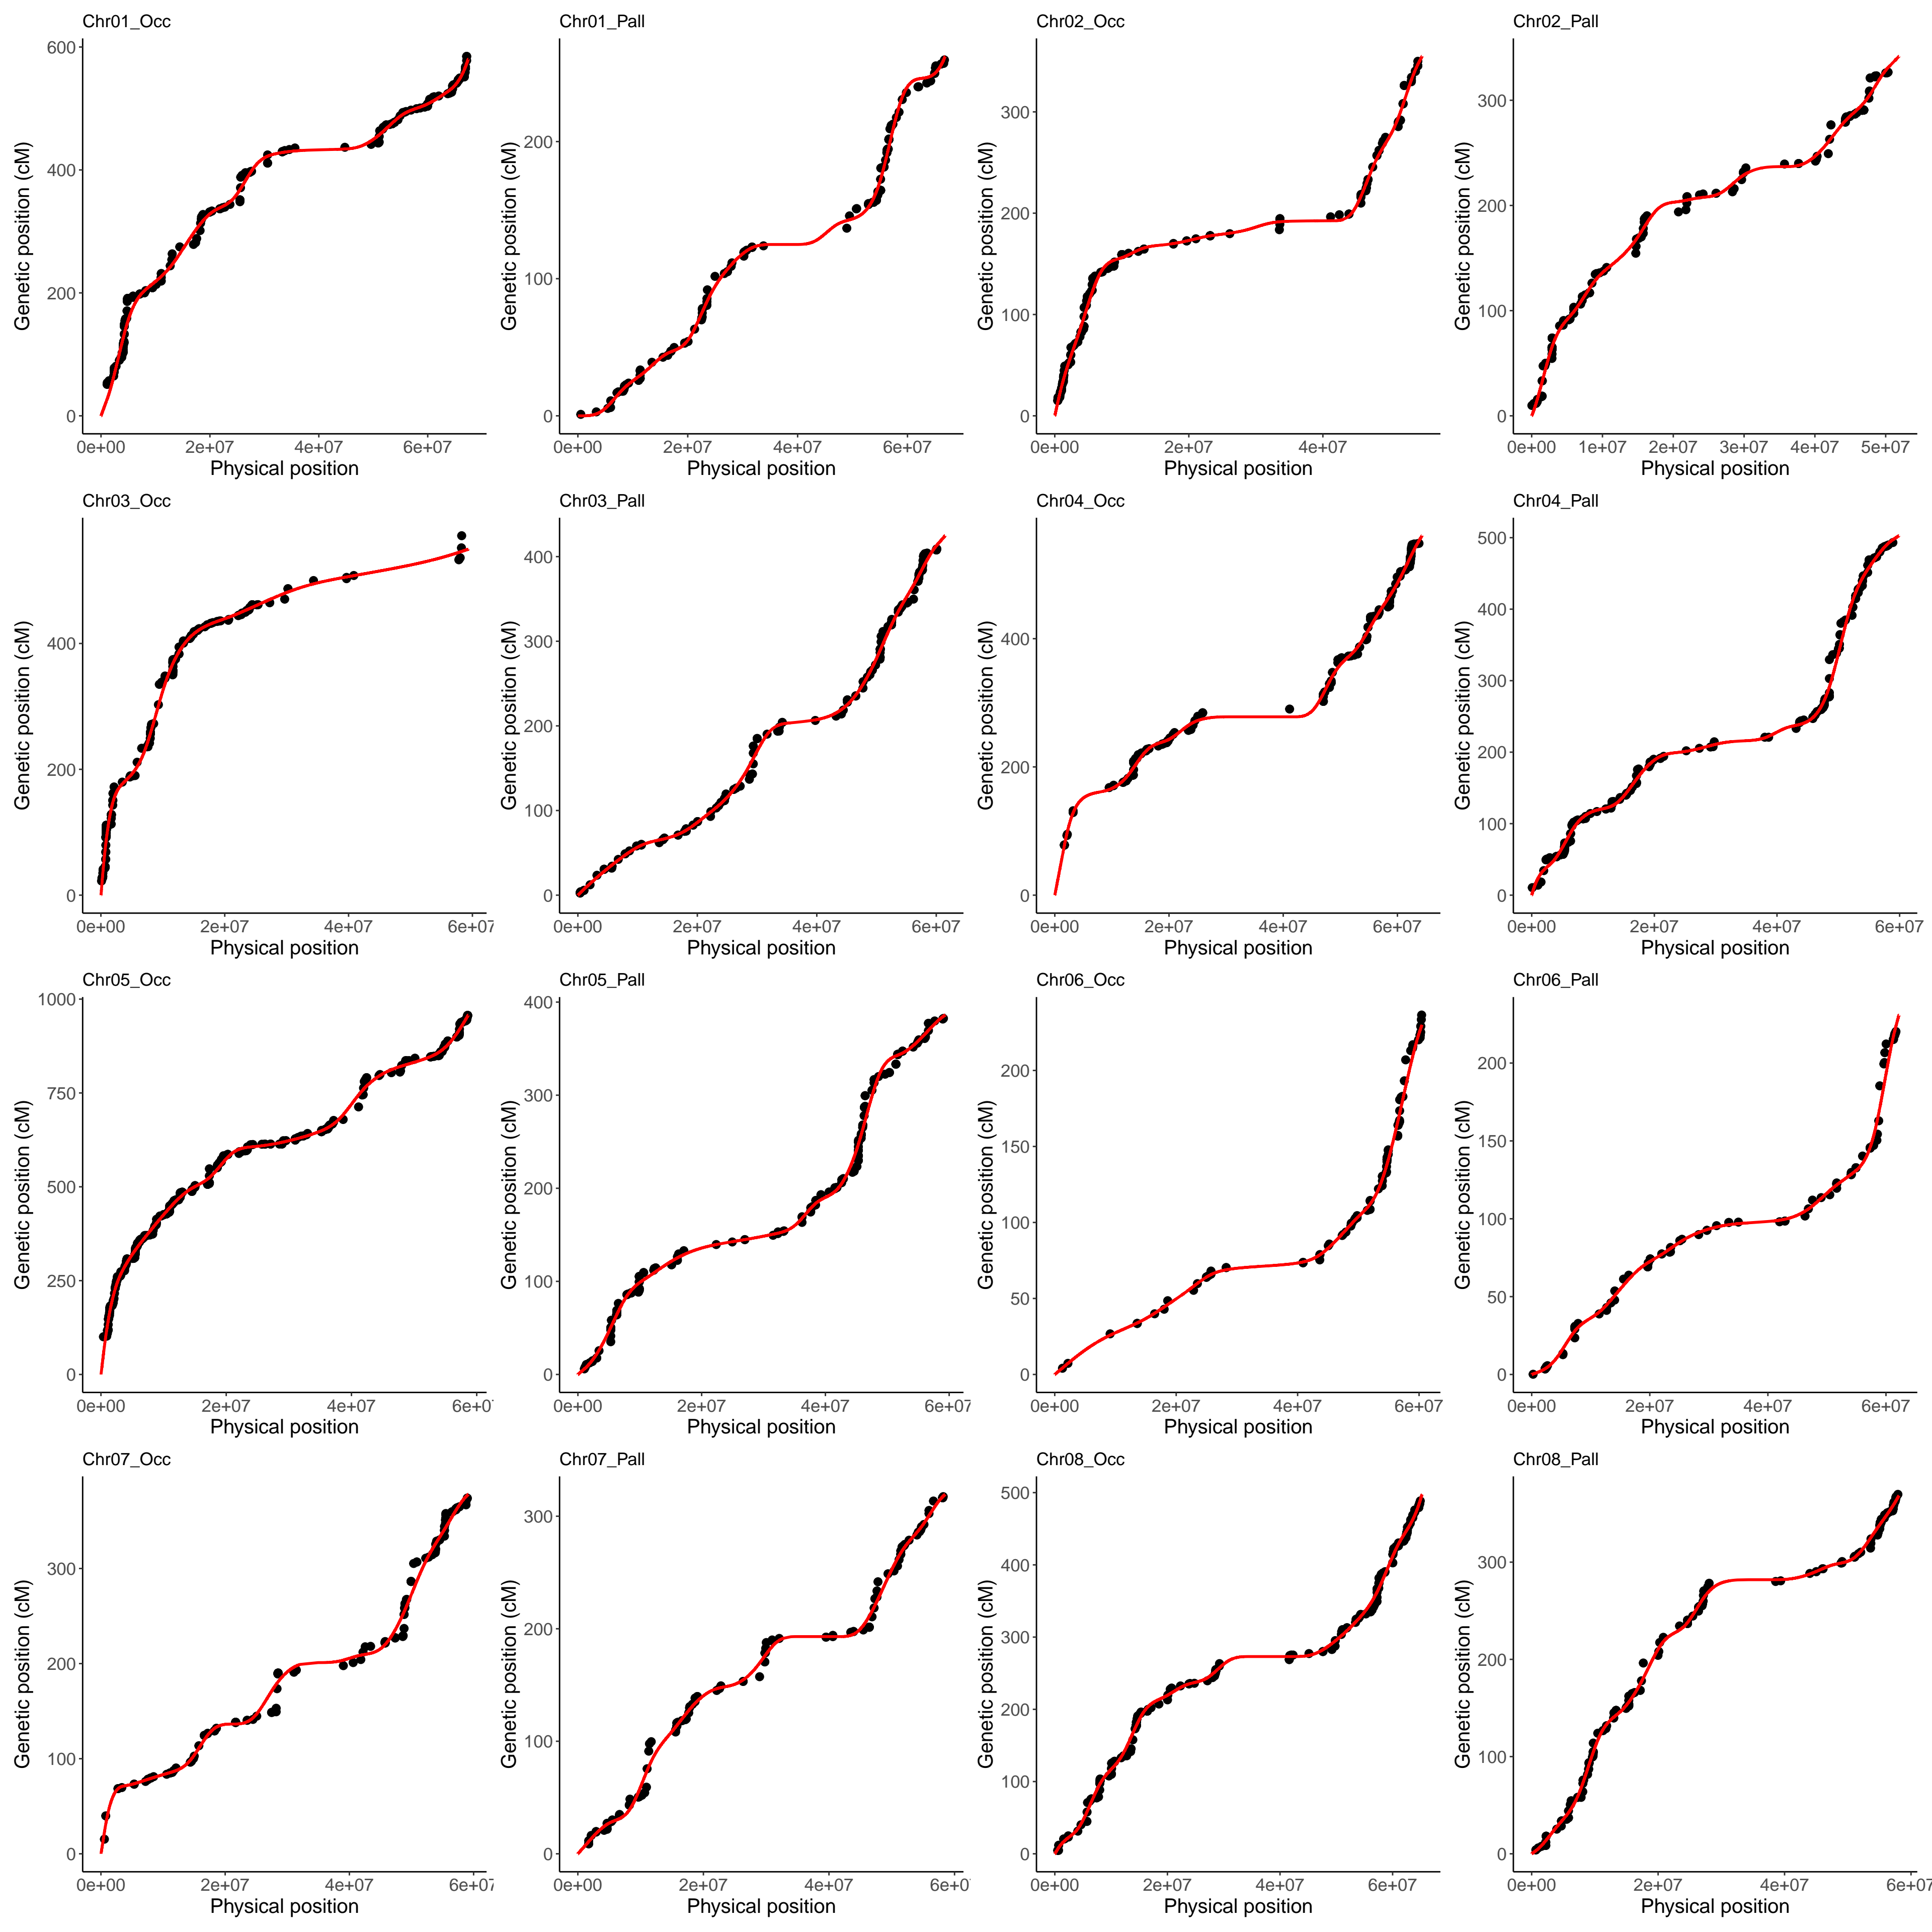 Chr01_Occ
600
400
200
0
0e+00 2e+07 4e+07 6e+07
Physical position
Genetic position (cM)
Chr01_Pall
200
100
0
0e+00 2e+07 4e+07 6e+07
Physical position
Genetic position (cM)
Chr02_Occ
300
200
100
0
0e+00 2e+07 4e+07
Physical position
Genetic position (cM)
Chr02_Pall
300
200
100
0
0e+00 1e+07 2e+07 3e+07 4e+07 5e+07
Physical position
Genetic position (cM)
Chr03_Occ
400
200
0
0e+00 2e+07 4e+07 6e+07
Physical position
Genetic position (cM)
Chr03_Pall
400
300
200
100
0
0e+00 2e+07 4e+07 6e+07
Physical position
Genetic position (cM)
Chr04_Occ
400
200
0
0e+00 2e+07 4e+07 6e+07
Physical position
Genetic position (cM)
Chr04_Pall
500
400
300
200
100
0
0e+00 2e+07 4e+07 6e+07
Physical position
Genetic position (cM)
Chr05_Occ
1000
750
500
250
0
0e+00 2e+07 4e+07 6e+0
Physical position
Genetic position (cM)
Chr05_Pall
400
300
200
100
0
0e+00 2e+07 4e+07 6e+07
Physical position
Genetic position (cM)
Chr06_Occ
200
150
100
50
0
0e+00 2e+07 4e+07 6e+07
Physical position
Genetic position (cM)
Chr06_Pall
200
150
100
50
0
0e+00 2e+07 4e+07 6e+07
Physical position
Genetic position (cM)
Chr07_Occ
300
200
100
0
0e+00 2e+07 4e+07 6e+07
Physical position
Genetic position (cM)
Chr07_Pall
300
200
100
0
0e+00 2e+07 4e+07 6e+0
Physical position
Genetic position (cM)
Chr08_Occ
500
400
300
200
100
0
0e+00 2e+07 4e+07 6e+07
Physical position
Genetic position (cM)
Chr08_Pall
300
200
100
0
0e+00 2e+07 4e+07 6e+07
Physical position
Genetic position (cM)